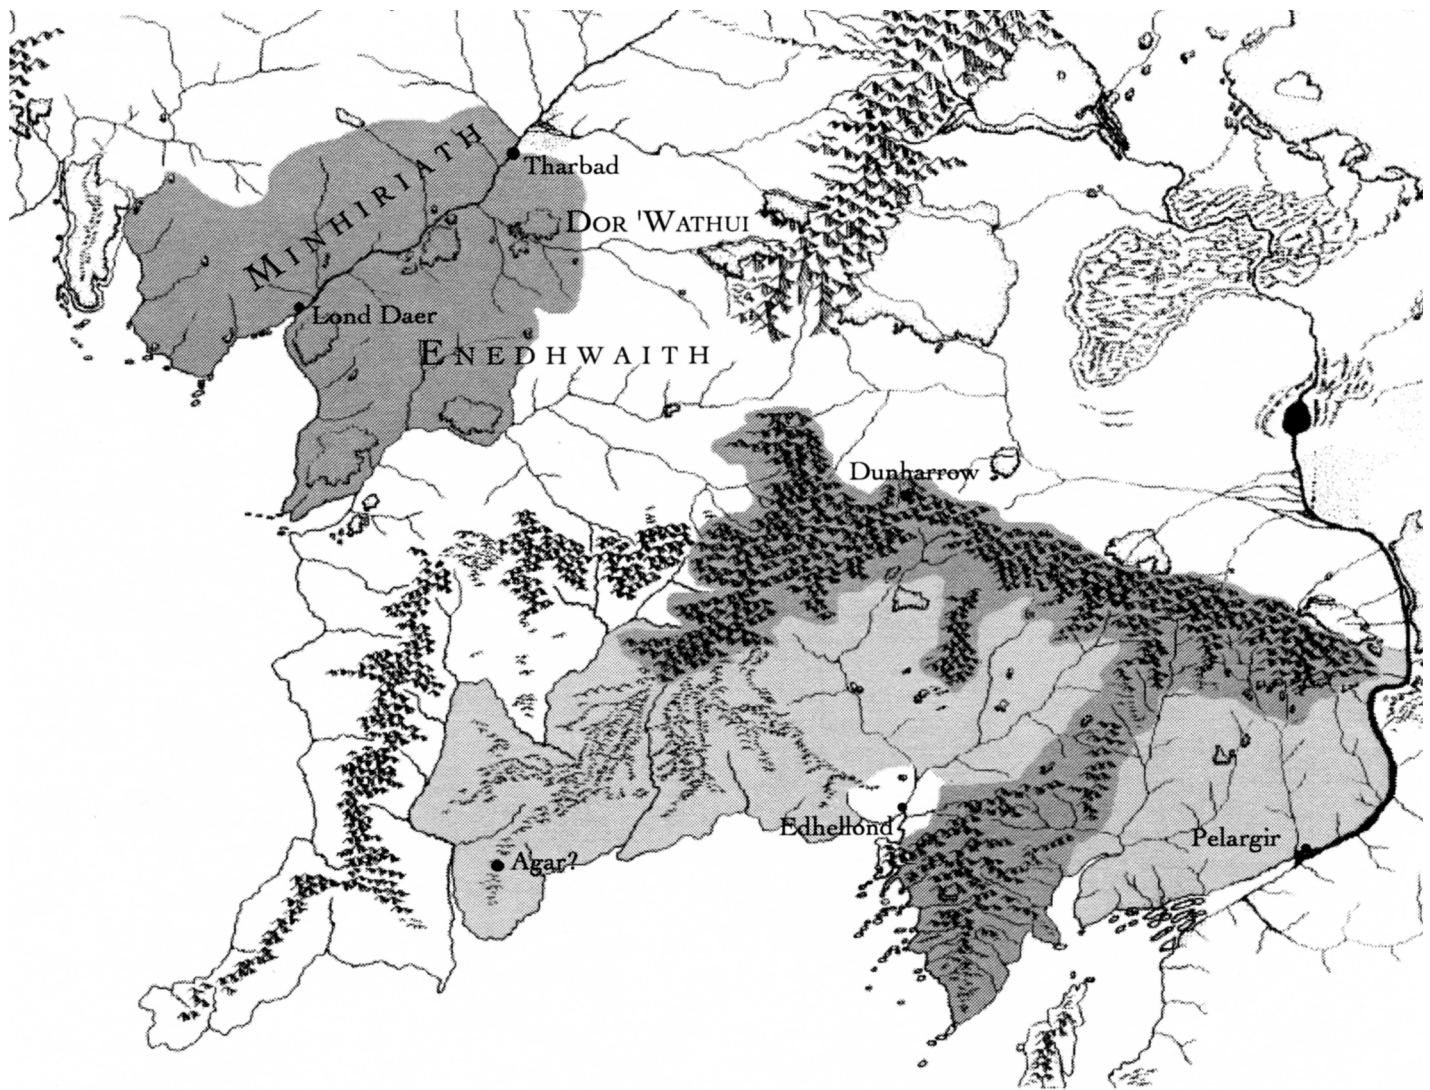 Tharbad
MINHIRIATH
DOR 'WATHUI
Lond Daer
ENEDHWAITH
Dunharrow
Edhellond
Pelargir
Agar?